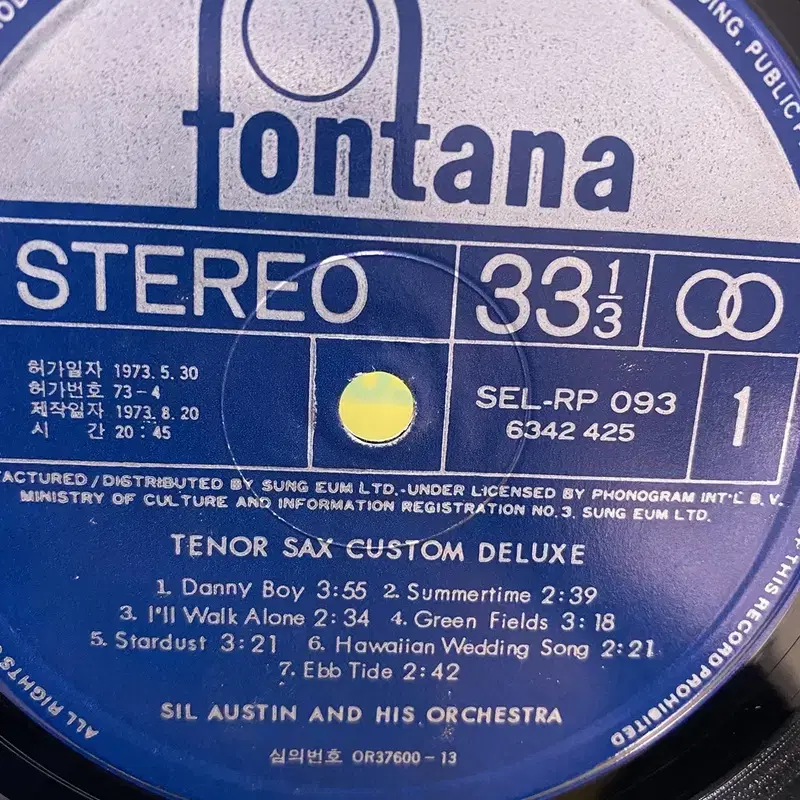 fontana
STEREO 33 1/3
허가일자 1973.5.30
허가번호 73-4
제작일자 1973.8.20
시 간 20:45
SEL-RP 093
6342 425
1
ACTURED/DISTRIBUTED BY SUNG EUM LTD.-UNDER LICENSED BY PHONOGRAM INT'L B.V.
MINISTRY OF CULTURE AND INFORMATION REGISTRATION NO.3. SUNG EUM LTD.
TENOR SAX CUSTOM DELUXE
1. Danny Boy 3:55 2. Summertime 2:39
3. I'll Walk Alone 2:34 4. Green Fields 3:18
5. Stardust 3:21 6. Hawaiian Wedding Song 2:21
7. Ebb Tide 2:42
SIL AUSTIN AND HIS ORCHESTRA
심의번호 OR37600-13
ALL RIGHTS
DING, PUBLIC
OF THIS RECORD PROHIBITED